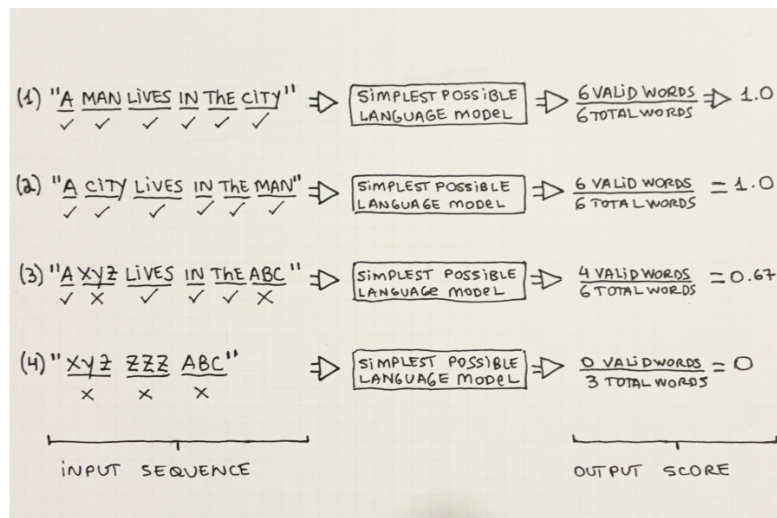 (1) "A MAN LIVES IN THE CITY" ⇒ SIMPLEST POSSIBLE LANGUAGE MODEL ⇒ 6 VALID WORDS / 6 TOTAL WORDS ⇒ 1.0
✓ ✓ ✓ ✓ ✓ ✓
(2) "A CITY LIVES IN THE MAN" ⇒ SIMPLEST POSSIBLE LANGUAGE MODEL ⇒ 6 VALID WORDS / 6 TOTAL WORDS = 1.0
✓ ✓ ✓ ✓ ✓ ✓
(3) "A XYZ LIVES IN THE ABC" ⇒ SIMPLEST POSSIBLE LANGUAGE MODEL ⇒ 4 VALID WORDS / 6 TOTAL WORDS = 0.67
✓ × ✓ ✓ ✓ ×
(4) "XYZ ZZZ ABC" ⇒ SIMPLEST POSSIBLE LANGUAGE MODEL ⇒ 0 VALID WORDS / 3 TOTAL WORDS = 0
× × ×
INPUT SEQUENCE OUTPUT SCORE